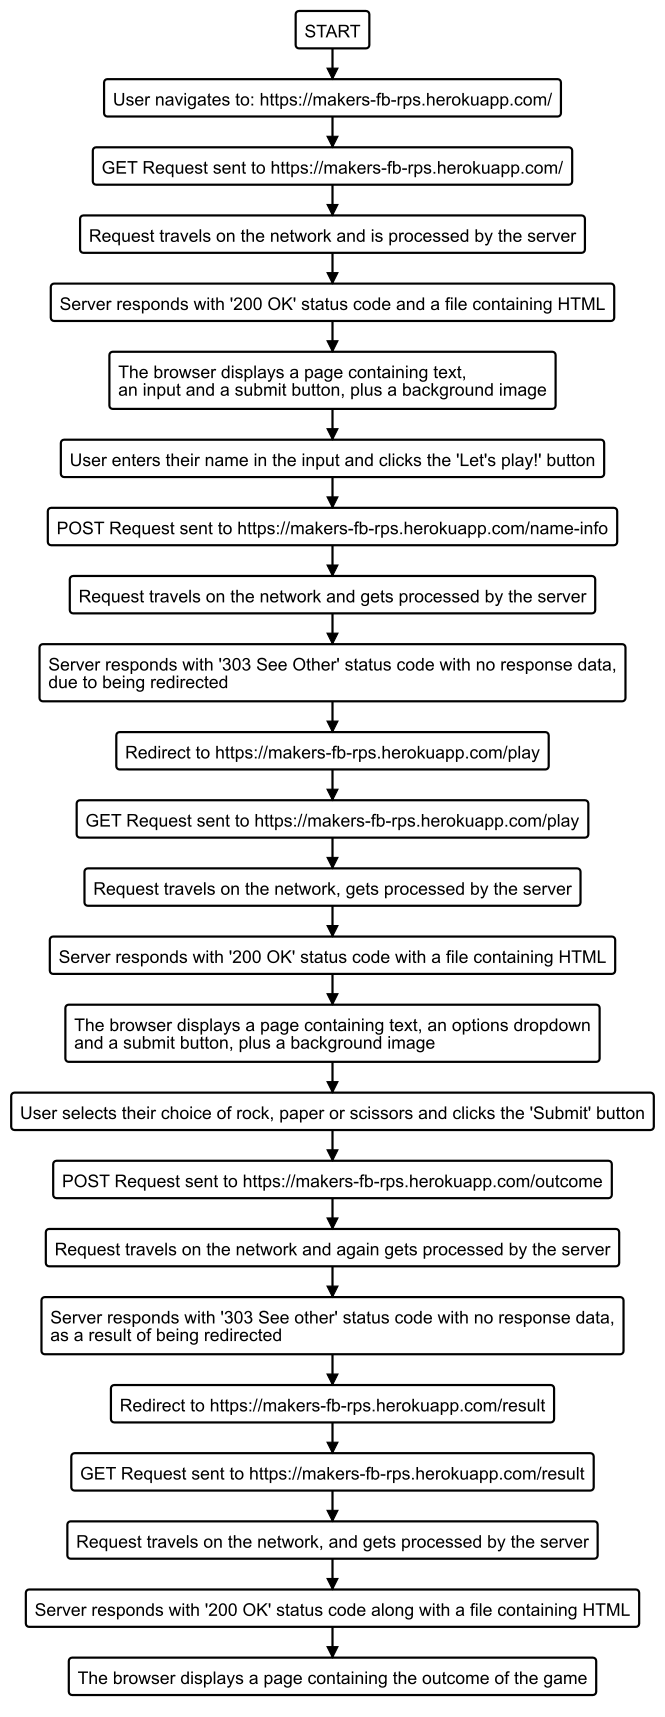 START
User navigates to: https://makers-fb-rps.herokuapp.com/
GET Request sent to https://makers-fb-rps.herokuapp.com/
Request travels on the network and is processed by the server
Server responds with '200 OK' status code and a file containing HTML
The browser displays a page containing text,
an input and a submit button, plus a background image
User enters their name in the input and clicks the 'Let's play!' button
POST Request sent to https://makers-fb-rps.herokuapp.com/name-info
Request travels on the network and gets processed by the server
Server responds with '303 See Other' status code with no response data,
due to being redirected
Redirect to https://makers-fb-rps.herokuapp.com/play
GET Request sent to https://makers-fb-rps.herokuapp.com/play
Request travels on the network, gets processed by the server
Server responds with '200 OK' status code with a file containing HTML
The browser displays a page containing text, an options dropdown
and a submit button, plus a background image
User selects their choice of rock, paper or scissors and clicks the 'Submit' button
POST Request sent to https://makers-fb-rps.herokuapp.com/outcome
Request travels on the network and again gets processed by the server
Server responds with '303 See other' status code with no response data,
as a result of being redirected
Redirect to https://makers-fb-rps.herokuapp.com/result
GET Request sent to https://makers-fb-rps.herokuapp.com/result
Request travels on the network, and gets processed by the server
Server responds with '200 OK' status code along with a file containing HTML
The browser displays a page containing the outcome of the game